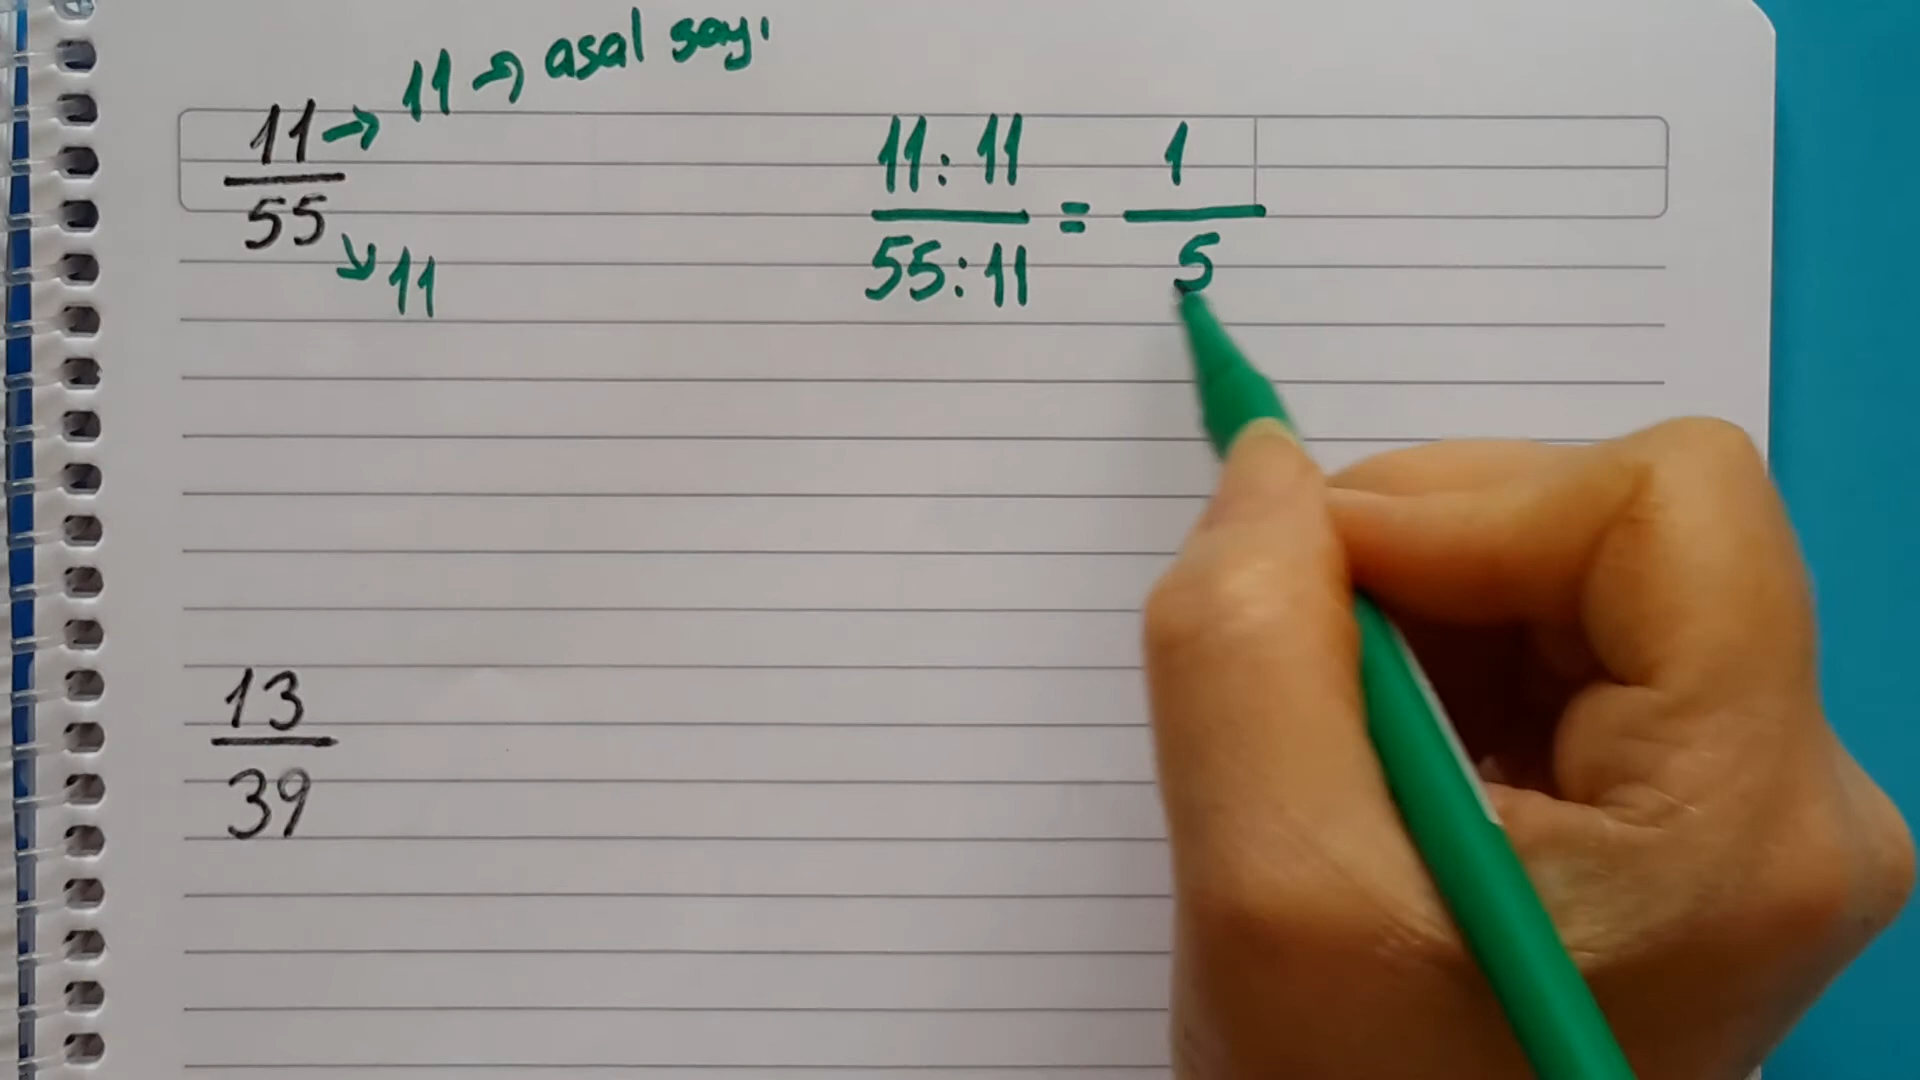 11 → asal sayı
11 →
55
↘ 11
11 : 11 = 1
55 : 11 5
13
39